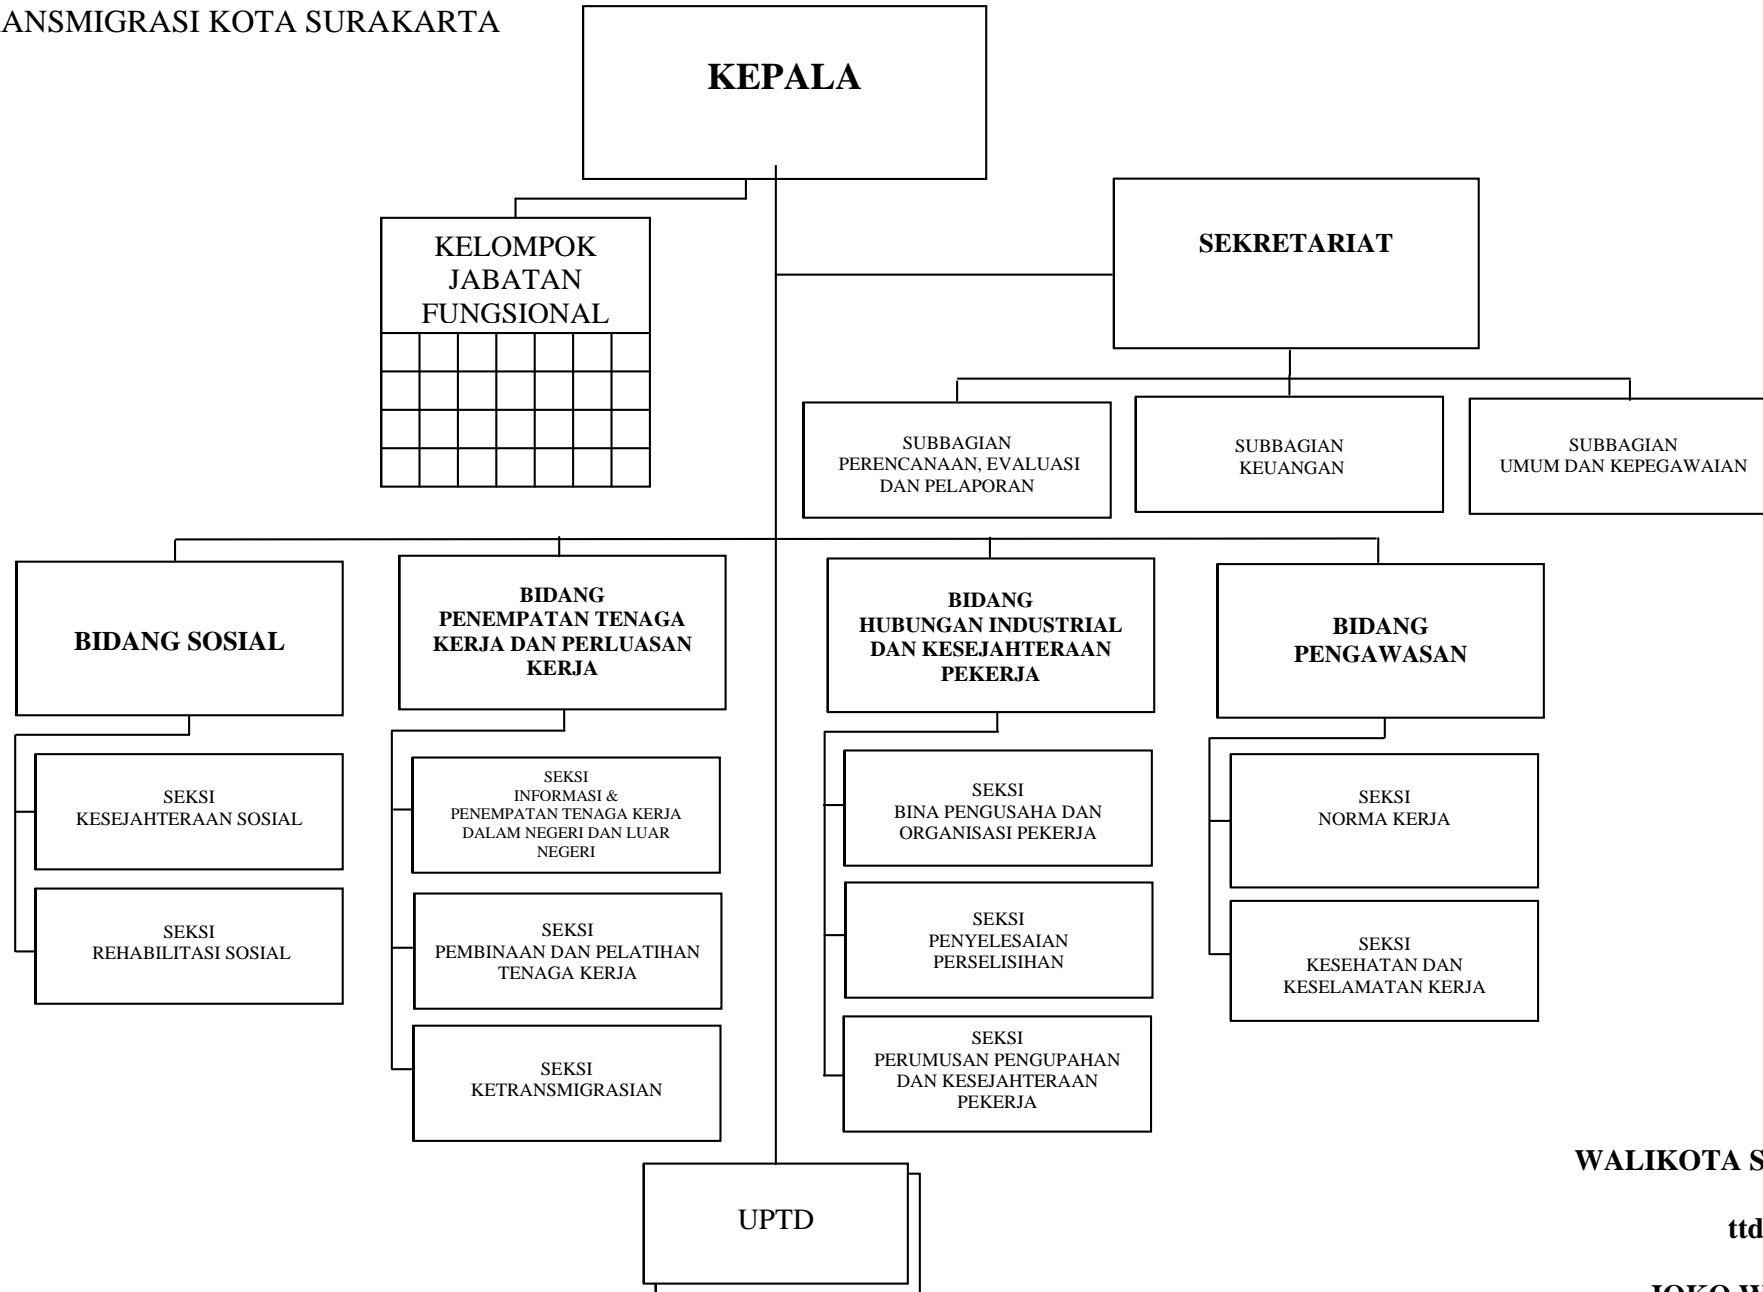 ANSMIGRASI KOTA SURAKARTA
KEPALA
KELOMPOK
JABATAN
FUNGSIONAL
SEKRETARIAT
SUBBAGIAN
PERENCANAAN, EVALUASI
DAN PELAPORAN
SUBBAGIAN
KEUANGAN
SUBBAGIAN
UMUM DAN KEPEGAWAIAN
BIDANG SOSIAL
BIDANG
PENEMPATAN TENAGA
KERJA DAN PERLUASAN
KERJA
BIDANG
HUBUNGAN INDUSTRIAL
DAN KESEJAHTERAAN
PEKERJA
BIDANG
PENGAWASAN
SEKSI
KESEJAHTERAAN SOSIAL
SEKSI
REHABILITASI SOSIAL
SEKSI
INFORMASI &
PENEMPATAN TENAGA KERJA
DALAM NEGERI DAN LUAR
NEGERI
SEKSI
PEMBINAAN DAN PELATIHAN
TENAGA KERJA
SEKSI
KETRANSMIGRASIAN
SEKSI
BINA PENGUSAHA DAN
ORGANISASI PEKERJA
SEKSI
PENYELESAIAN
PERSELISIHAN
SEKSI
PERUMUSAN PENGUPAHAN
DAN KESEJAHTERAAN
PEKERJA
SEKSI
NORMA KERJA
SEKSI
KESEHATAN DAN
KESELAMATAN KERJA
UPTD
WALIKOTA S
ttd
JOKO W